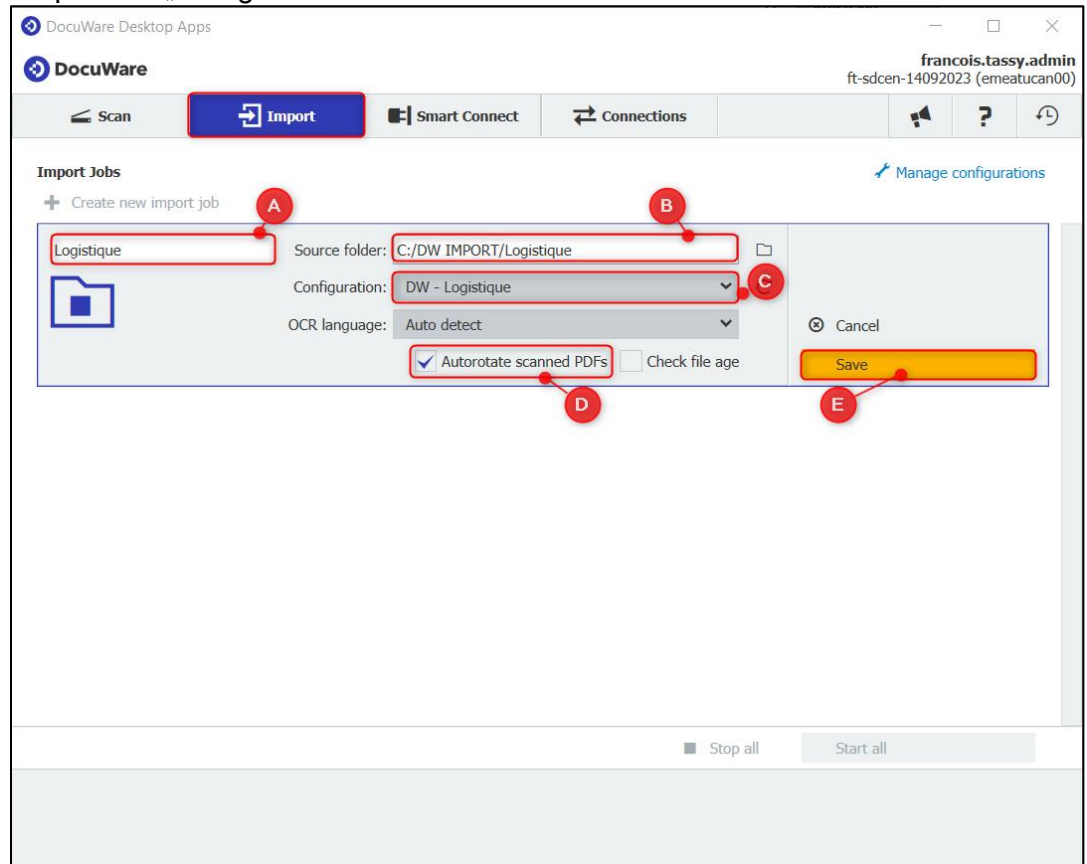 DocuWare Desktop Apps
DocuWare
francois.tassy.admin
ft-sdcen-14092023 (emeatucan00)
Scan Import Smart Connect Connections ?
Import Jobs Manage configurations
Create new import job
A B
Logistique Source folder: C:/DW IMPORT/Logistique
Configuration: DW - Logistique C
OCR language: Auto detect Cancel
Autorotate scanned PDFs Check file age Save
D E
Stop all Start all